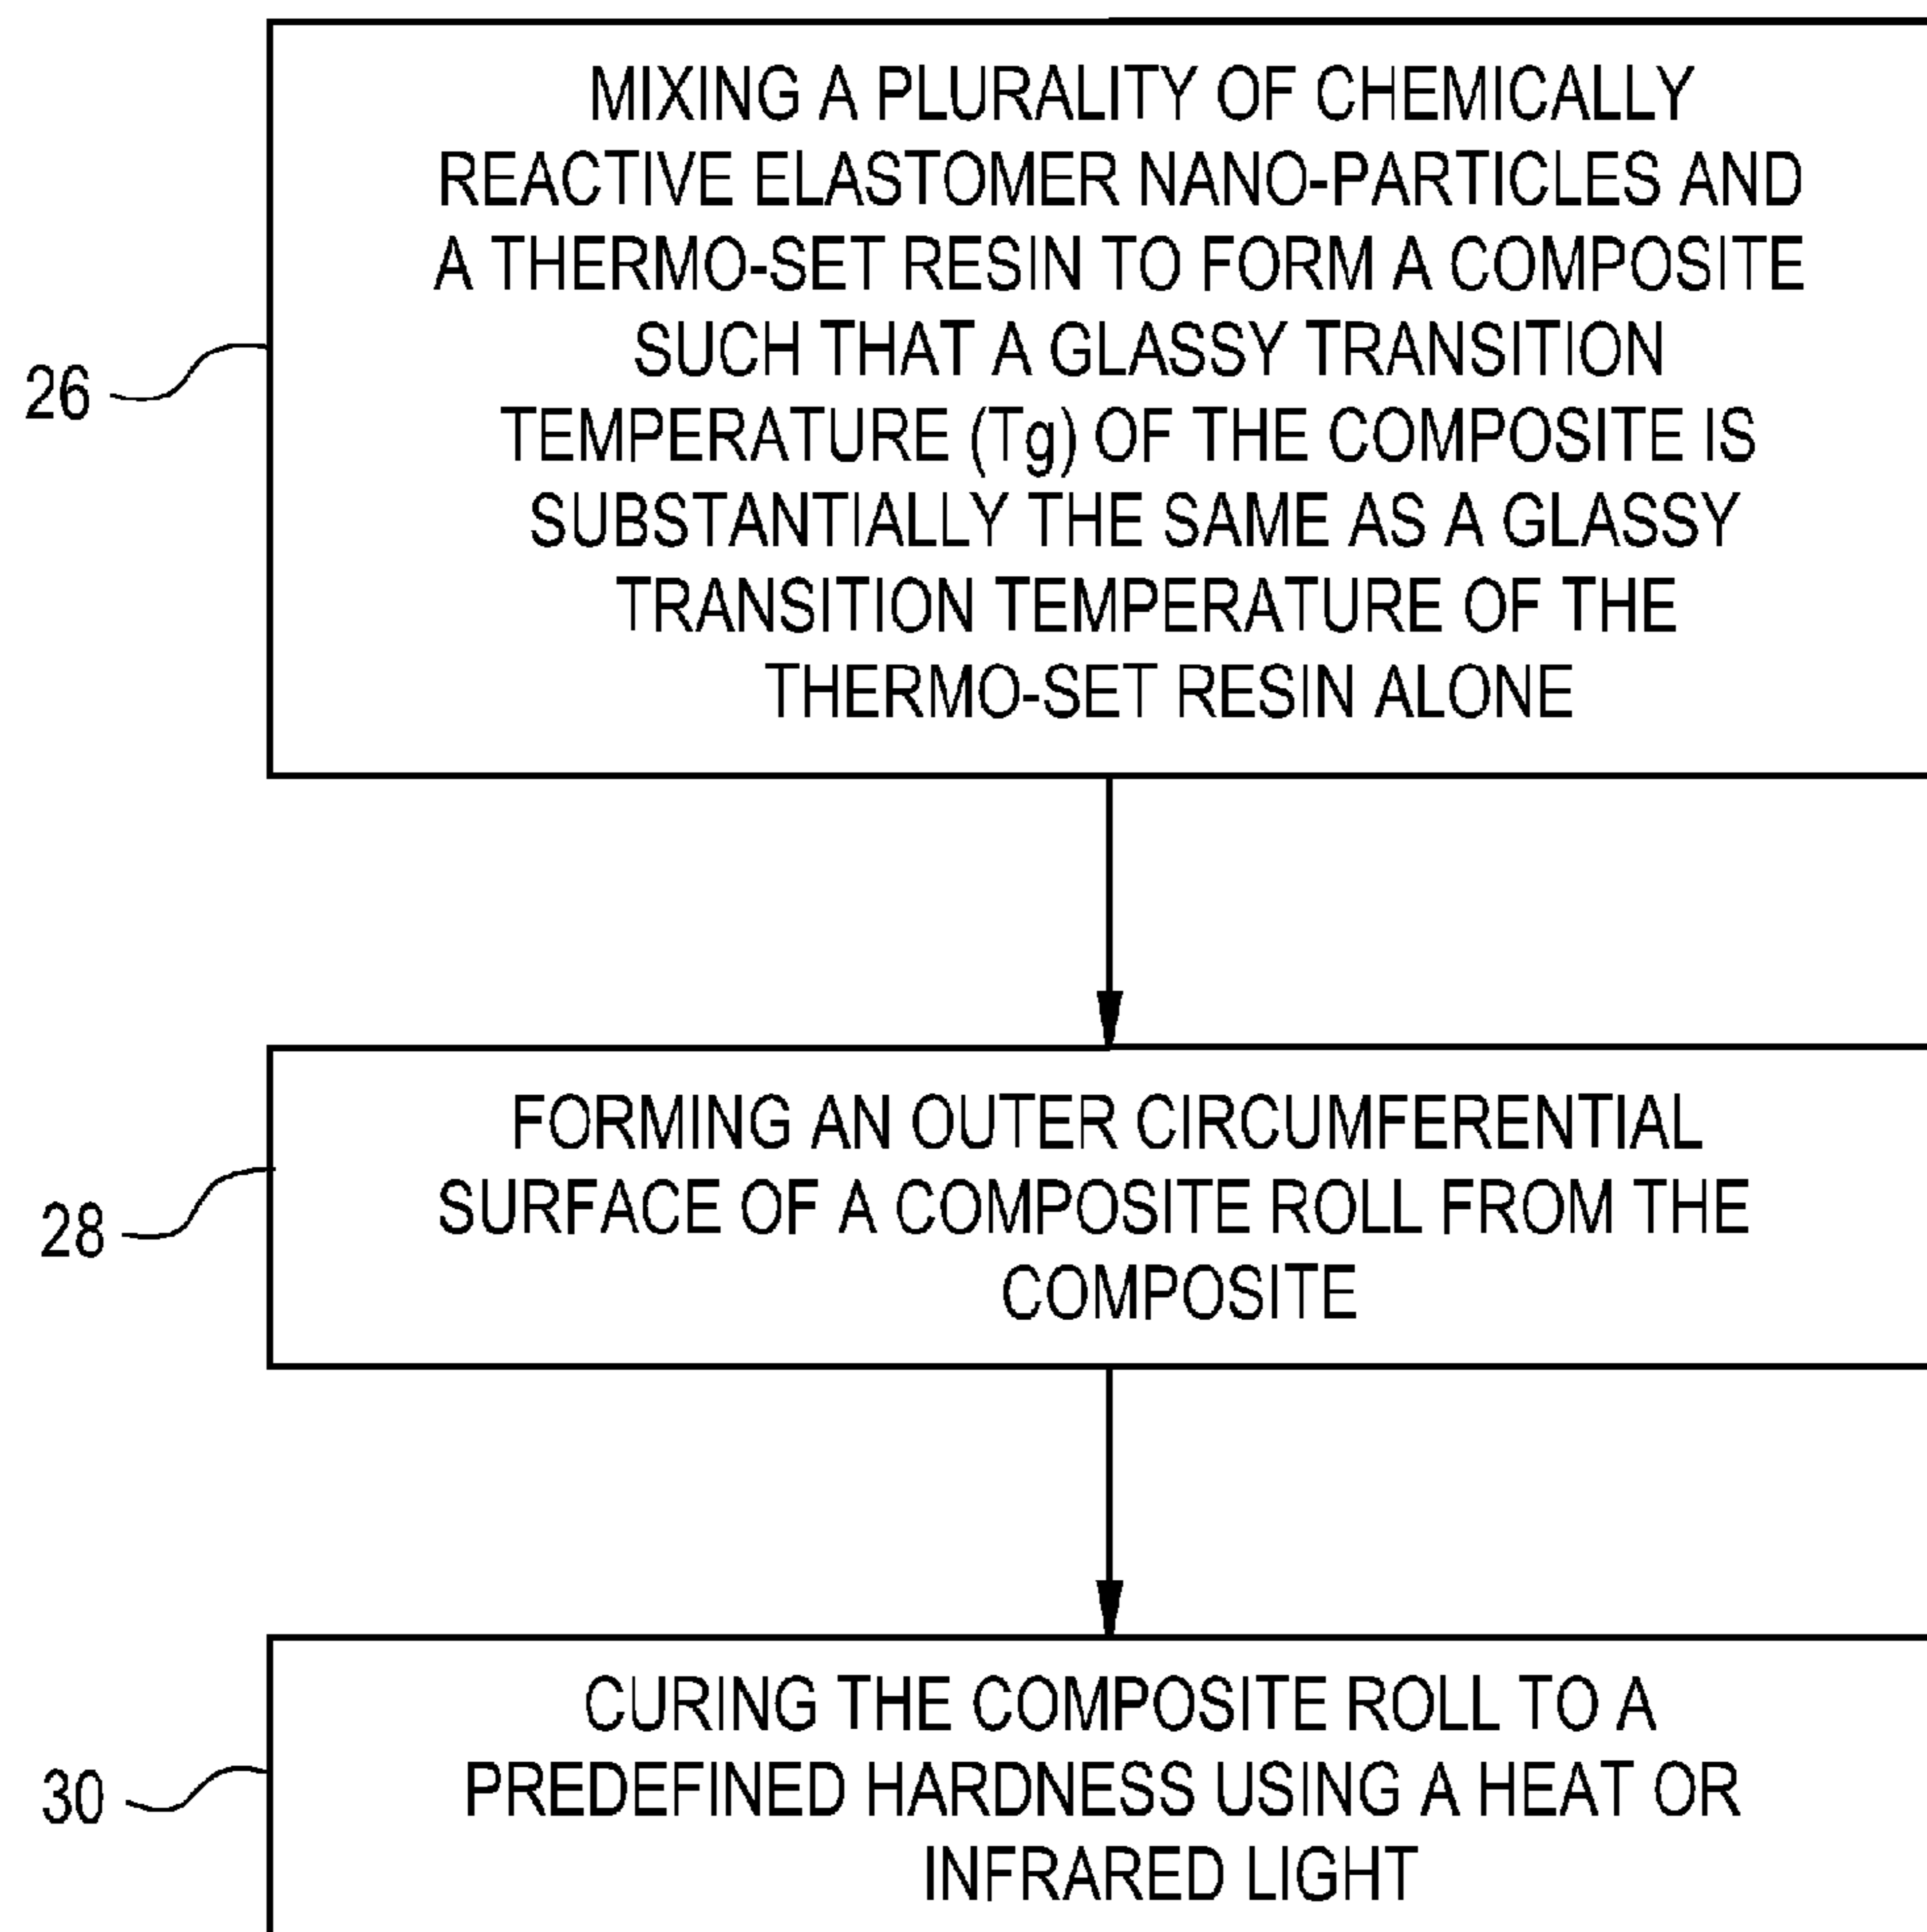 MIXING A PLURALITY OF CHEMICALLY
REACTIVE ELASTOMER NANO-PARTICLES AND
A THERMO-SET RESIN TO FORM A COMPOSITE
SUCH THAT A GLASSY TRANSITION
TEMPERATURE (Tg) OF THE COMPOSITE IS
SUBSTANTIALLY THE SAME AS A GLASSY
TRANSITION TEMPERATURE OF THE
THERMO-SET RESIN ALONE
26
FORMING AN OUTER CIRCUMFERENTIAL
SURFACE OF A COMPOSITE ROLL FROM THE
COMPOSITE
28
CURING THE COMPOSITE ROLL TO A
PREDEFINED HARDNESS USING A HEAT OR
INFRARED LIGHT
30